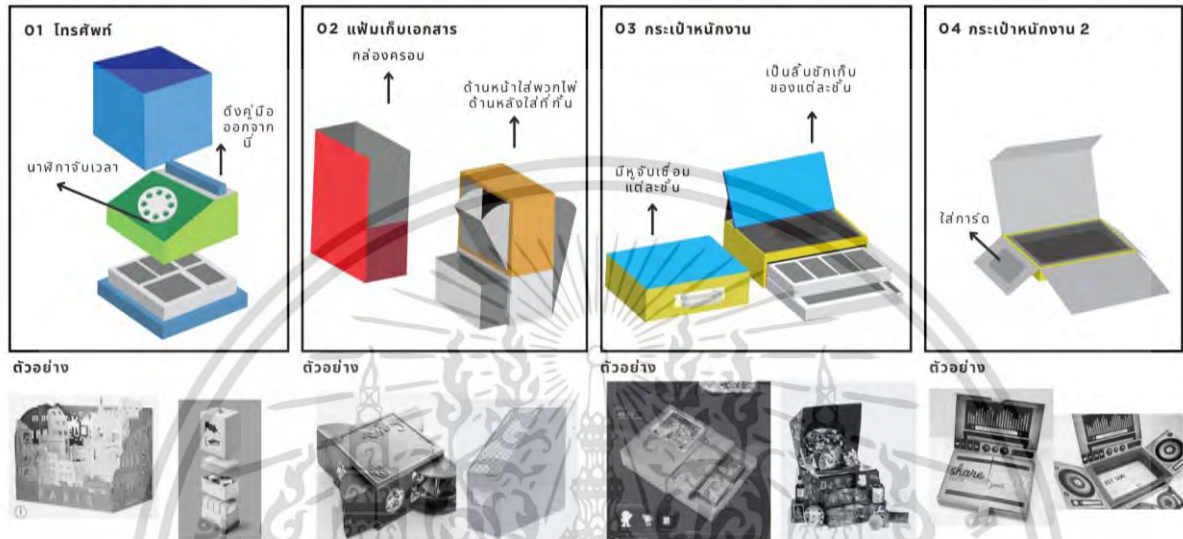 01 โทรศัพท์
ดึงคู่มือ
ออกจาก
นี่
นาฬิกาจับเวลา
02 แฟ้มเก็บเอกสาร
กล่องครอบ
ด้านหน้าใส่พวกไพ่
ด้านหลังใส่ที่กั้น
03 กระเป๋าหนักงาน
เป็นลิ้นชักเก็บ
ของแต่ละชั้น
มีหูจับเชื่อม
แต่ละชั้น
04 กระเป๋าหนักงาน 2
ใส่การ์ด
ตัวอย่าง
ตัวอย่าง
ตัวอย่าง
ตัวอย่าง
share